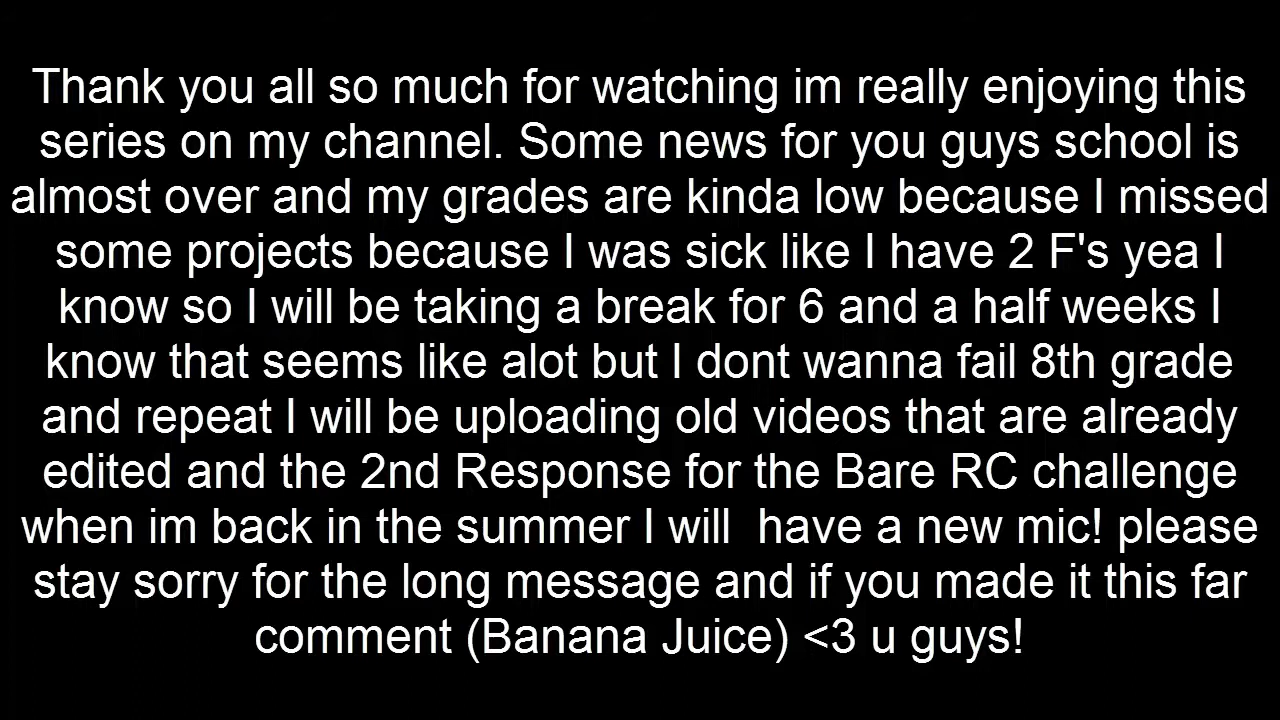 Thank you all so much for watching im really enjoying this
series on my channel. Some news for you guys school is
almost over and my grades are kinda low because I missed
some projects because I was sick like I have 2 F's yea I
know so I will be taking a break for 6 and a half weeks I
know that seems like alot but I dont wanna fail 8th grade
and repeat I will be uploading old videos that are already
edited and the 2nd Response for the Bare RC challenge
when im back in the summer I will  have a new mic! please
stay sorry for the long message and if you made it this far
comment (Banana Juice) <3 u guys!